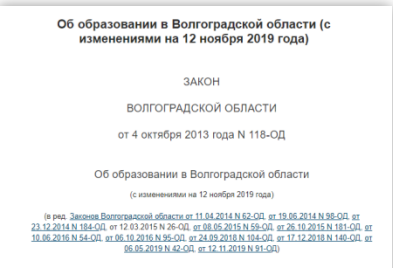 Об образовании в Волгоградской области (с
изменениями на 12 ноября 2019 года)
ЗАКОН
ВОЛГОГРАДСКОЙ ОБЛАСТИ
от 4 октября 2013 года N 118-ОД
Об образовании в Волгоградской области
(с изменениями на 12 ноября 2019 года)
(в ред. Законов Волгоградской области от 11.04.2014 N 62-ОД, от 19.06.2014 N 98-ОД, от
23.12.2014 N 184-ОД, от 12.03.2015 N 26-ОД, от 08.05.2015 N 59-ОД, от 26.10.2015 N 181-ОД, от
10.06.2016 N 54-ОД, от 06.10.2016 N 95-ОД, от 24.09.2018 N 104-ОД, от 17.12.2018 N 140-ОД, от
06.05.2019 N 42-ОД, от 12.11.2019 N 91-ОД)